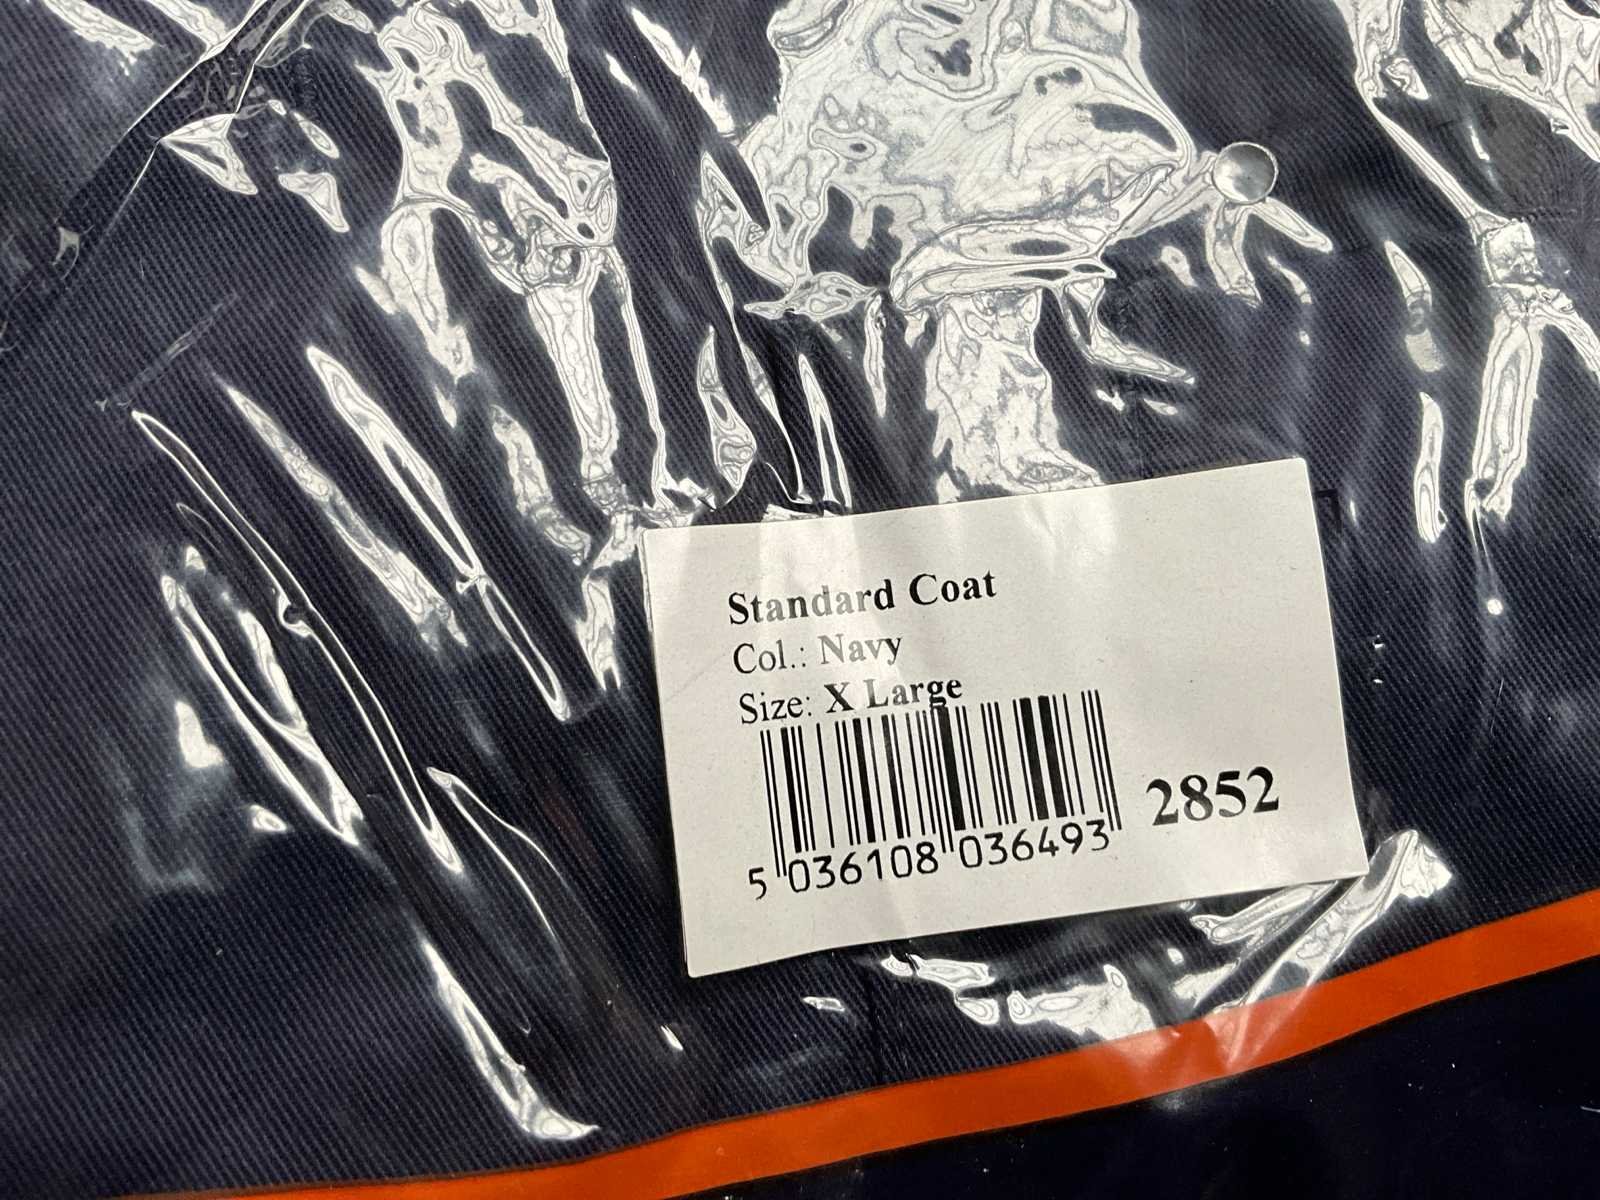 Standard Coat
Col.: Navy
Size: X Large
2852
5 036108 036493